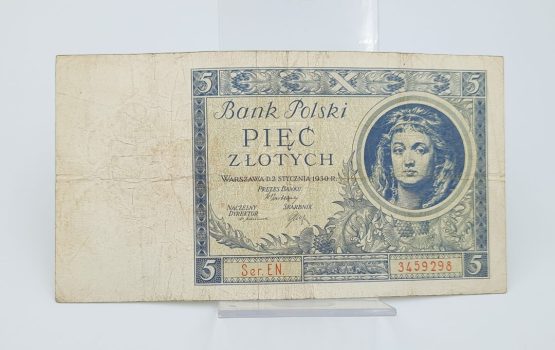 5 5
Bank Polski
PIĘĆ
ZŁOTYCH
WARSZAWA D. 2 STYCZNIA 1930 R.
PREZES BANKU
NACZELNY SKARBNIK
DYREKTOR
5 Ser. EN. 3459298 5